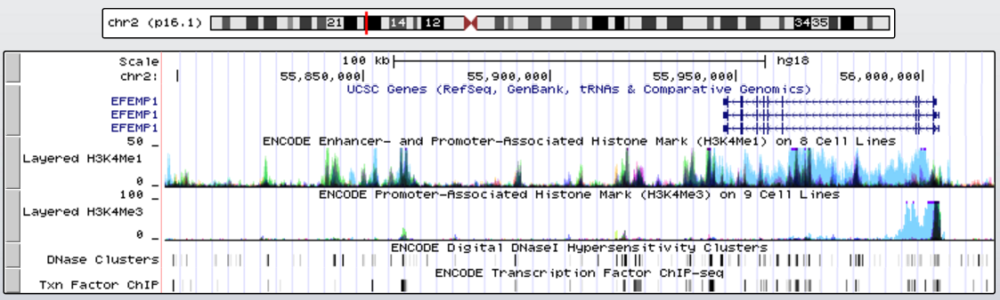 chr2 (p16.1) 21 14 12 34 35
Scale 100 kb hg18
chr2: 55,850,000 55,900,000 55,950,000 56,000,000
UCSC Genes (RefSeq, GenBank, tRNAs & Comparative Genomics)
EFEMP1
EFEMP1
EFEMP1
50 _ ENCODE Enhancer- and Promoter-Associated Histone Mark (H3K4Me1) on 8 Cell Lines
Layered H3K4Me1
0 _
100 _ ENCODE Promoter-Associated Histone Mark (H3K4Me3) on 9 Cell Lines
Layered H3K4Me3
0 _
ENCODE Digital DNaseI Hypersensitivity Clusters
DNase Clusters
ENCODE Transcription Factor ChIP-seq
Txn Factor ChIP